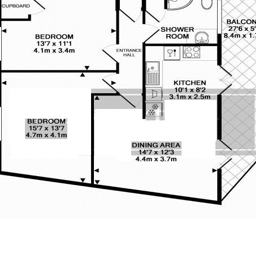 CUPBOARD
BEDROOM
13'7 x 11'1
4.1m x 3.4m
ENTRANCE
HALL
SHOWER
ROOM
BALCON
27'6 x 5'
8.4m x 1.7
KITCHEN
10'1 x 8'2
3.1m x 2.5m
BEDROOM
15'7 x 13'7
4.7m x 4.1m
DINING AREA
14'7 x 12'3
4.4m x 3.7m